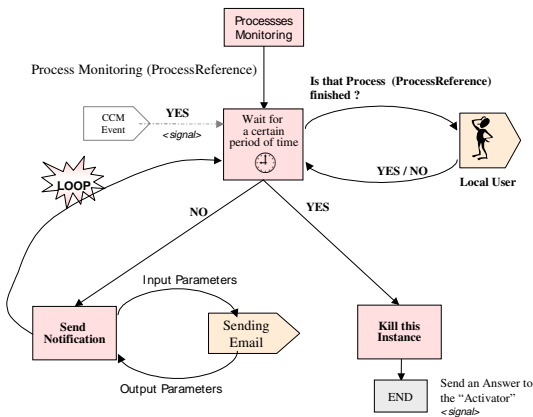 Processses
Monitoring
Process Monitoring (ProcessReference)
Is that Process (ProcessReference)
finished ?
CCM
Event
YES
<signal>
Wait for
a certain
period of time
YES / NO
Local User
LOOP
NO
YES
Input Parameters
Send
Notification
Sending
Email
Output Parameters
Kill this
Instance
END
Send an Answer to
the “Activator”
<signal>